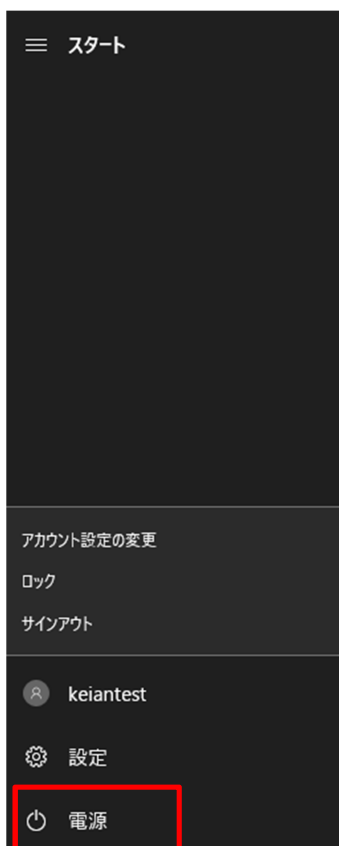 スタート
アカウント設定の変更
ロック
サインアウト
keiantest
設定
電源